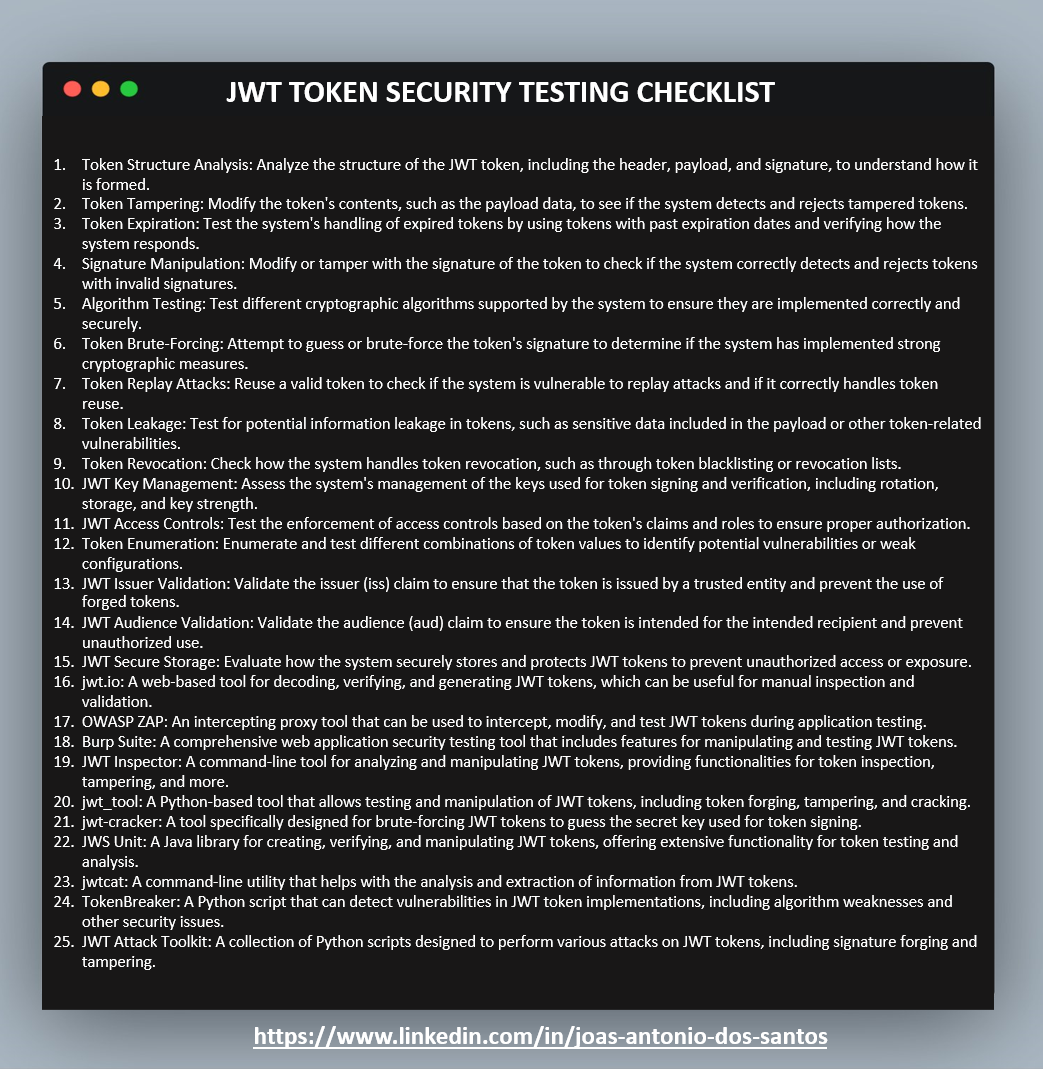 JWT TOKEN SECURITY TESTING CHECKLIST
1. Token Structure Analysis: Analyze the structure of the JWT token, including the header, payload, and signature, to understand how it
is formed.
2. Token Tampering: Modify the token's contents, such as the payload data, to see if the system detects and rejects tampered tokens.
3. Token Expiration: Test the system's handling of expired tokens by using tokens with past expiration dates and verifying how the
system responds.
4. Signature Manipulation: Modify or tamper with the signature of the token to check if the system correctly detects and rejects tokens
with invalid signatures.
5. Algorithm Testing: Test different cryptographic algorithms supported by the system to ensure they are implemented correctly and
securely.
6. Token Brute-Forcing: Attempt to guess or brute-force the token's signature to determine if the system has implemented strong
cryptographic measures.
7. Token Replay Attacks: Reuse a valid token to check if the system is vulnerable to replay attacks and if it correctly handles token
reuse.
8. Token Leakage: Test for potential information leakage in tokens, such as sensitive data included in the payload or other token-related
vulnerabilities.
9. Token Revocation: Check how the system handles token revocation, such as through token blacklisting or revocation lists.
10. JWT Key Management: Assess the system's management of the keys used for token signing and verification, including rotation,
storage, and key strength.
11. JWT Access Controls: Test the enforcement of access controls based on the token's claims and roles to ensure proper authorization.
12. Token Enumeration: Enumerate and test different combinations of token values to identify potential vulnerabilities or weak
configurations.
13. JWT Issuer Validation: Validate the issuer (iss) claim to ensure that the token is issued by a trusted entity and prevent the use of
forged tokens.
14. JWT Audience Validation: Validate the audience (aud) claim to ensure the token is intended for the intended recipient and prevent
unauthorized use.
15. JWT Secure Storage: Evaluate how the system securely stores and protects JWT tokens to prevent unauthorized access or exposure.
16. jwt.io: A web-based tool for decoding, verifying, and generating JWT tokens, which can be useful for manual inspection and
validation.
17. OWASP ZAP: An intercepting proxy tool that can be used to intercept, modify, and test JWT tokens during application testing.
18. Burp Suite: A comprehensive web application security testing tool that includes features for manipulating and testing JWT tokens.
19. JWT Inspector: A command-line tool for analyzing and manipulating JWT tokens, providing functionalities for token inspection,
tampering, and more.
20. jwt_tool: A Python-based tool that allows testing and manipulation of JWT tokens, including token forging, tampering, and cracking.
21. jwt-cracker: A tool specifically designed for brute-forcing JWT tokens to guess the secret key used for token signing.
22. JWS Unit: A Java library for creating, verifying, and manipulating JWT tokens, offering extensive functionality for token testing and
analysis.
23. jwtcat: A command-line utility that helps with the analysis and extraction of information from JWT tokens.
24. TokenBreaker: A Python script that can detect vulnerabilities in JWT token implementations, including algorithm weaknesses and
other security issues.
25. JWT Attack Toolkit: A collection of Python scripts designed to perform various attacks on JWT tokens, including signature forging and
tampering.
https://www.linkedin.com/in/joas-antonio-dos-santos